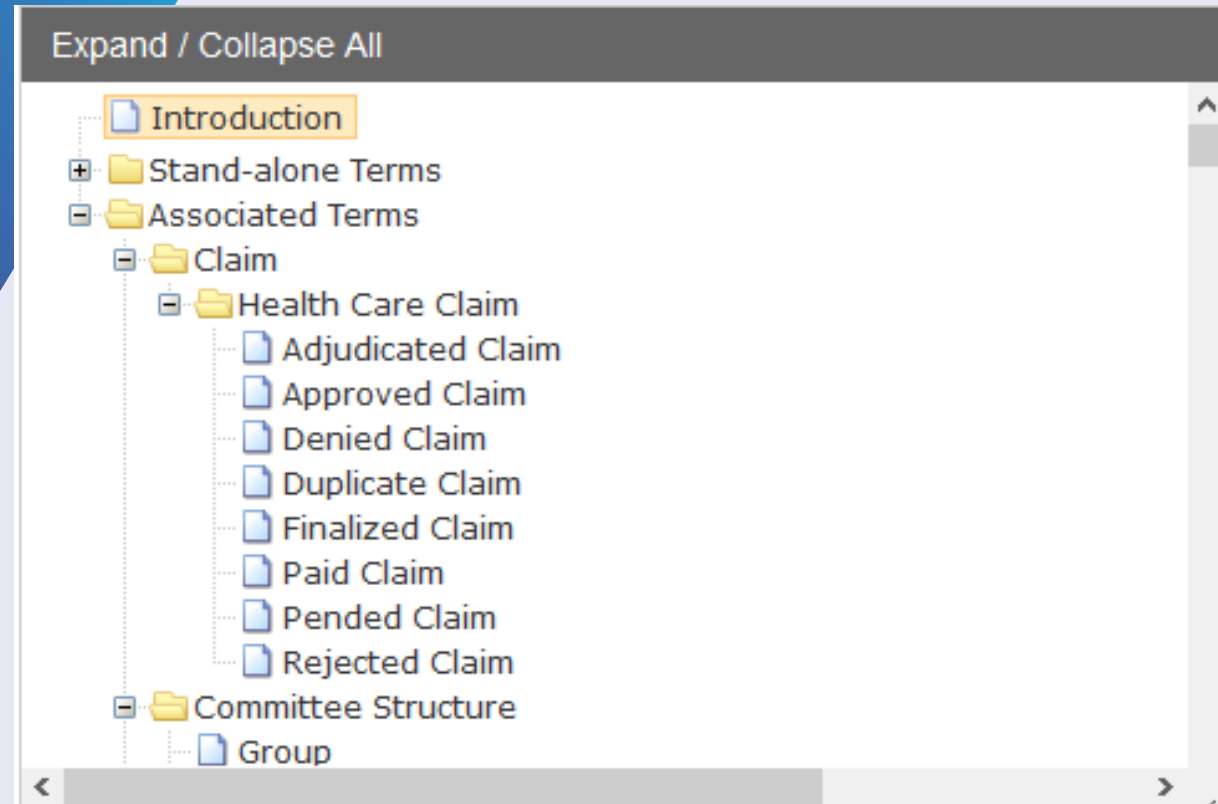 Expand / Collapse All
Introduction
Stand-alone Terms
Associated Terms
Claim
Health Care Claim
Adjudicated Claim
Approved Claim
Denied Claim
Duplicate Claim
Finalized Claim
Paid Claim
Pended Claim
Rejected Claim
Committee Structure
Group